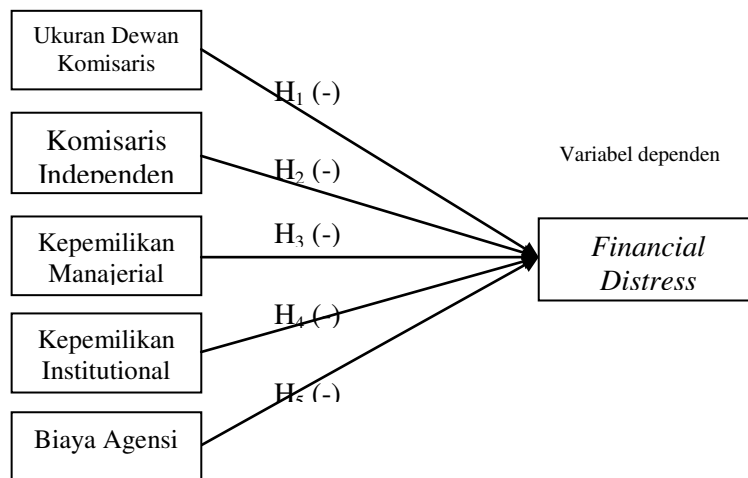 Ukuran Dewan
Komisaris
H₁ (-)
Komisaris
Independen
H₂ (-)
Variabel dependen
Kepemilikan
Manajerial
H₃ (-)
Financial
Distress
Kepemilikan
Institutional
H₄ (-)
Biaya Agensi
H₅ (-)